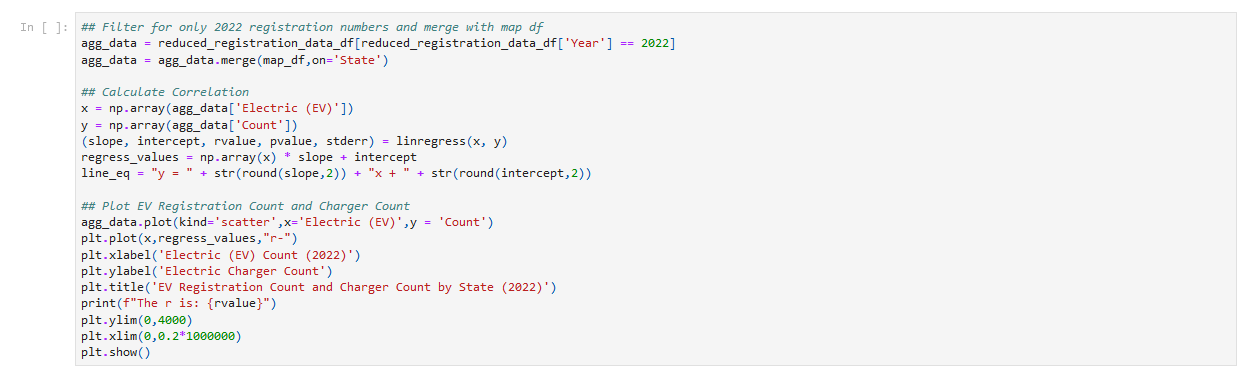 In [ ]: ## Filter for only 2022 registration numbers and merge with map df
agg_data = reduced_registration_data_df[reduced_registration_data_df['Year'] == 2022]
agg_data = agg_data.merge(map_df,on='State')
## Calculate Correlation
x = np.array(agg_data['Electric (EV)'])
y = np.array(agg_data['Count'])
(slope, intercept, rvalue, pvalue, stderr) = linregress(x, y)
regress_values = np.array(x) * slope + intercept
line_eq = "y = " + str(round(slope,2)) + "x + " + str(round(intercept,2))
## Plot EV Registration Count and Charger Count
agg_data.plot(kind='scatter',x='Electric (EV)',y = 'Count')
plt.plot(x,regress_values,"r-")
plt.xlabel('Electric (EV) Count (2022)')
plt.ylabel('Electric Charger Count')
plt.title('EV Registration Count and Charger Count by State (2022)')
print(f"The r is: {rvalue}")
plt.ylim(0,4000)
plt.xlim(0,0.2*1000000)
plt.show()